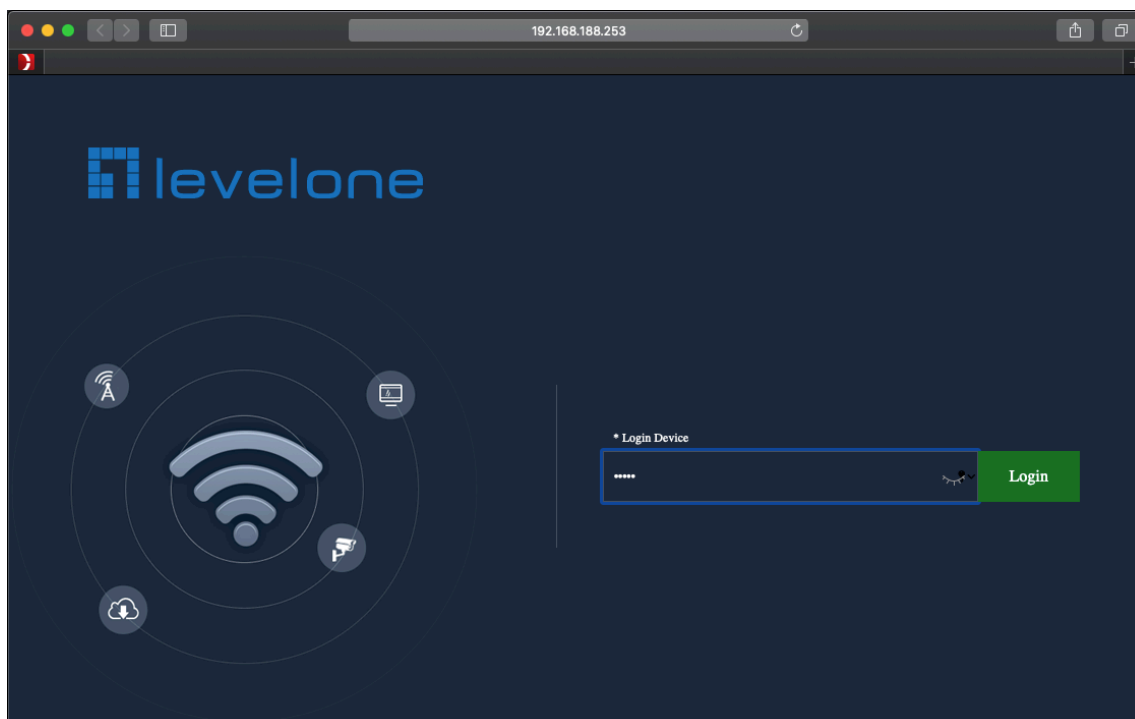 192.168.188.253
levelone
* Login Device
•••••
Login